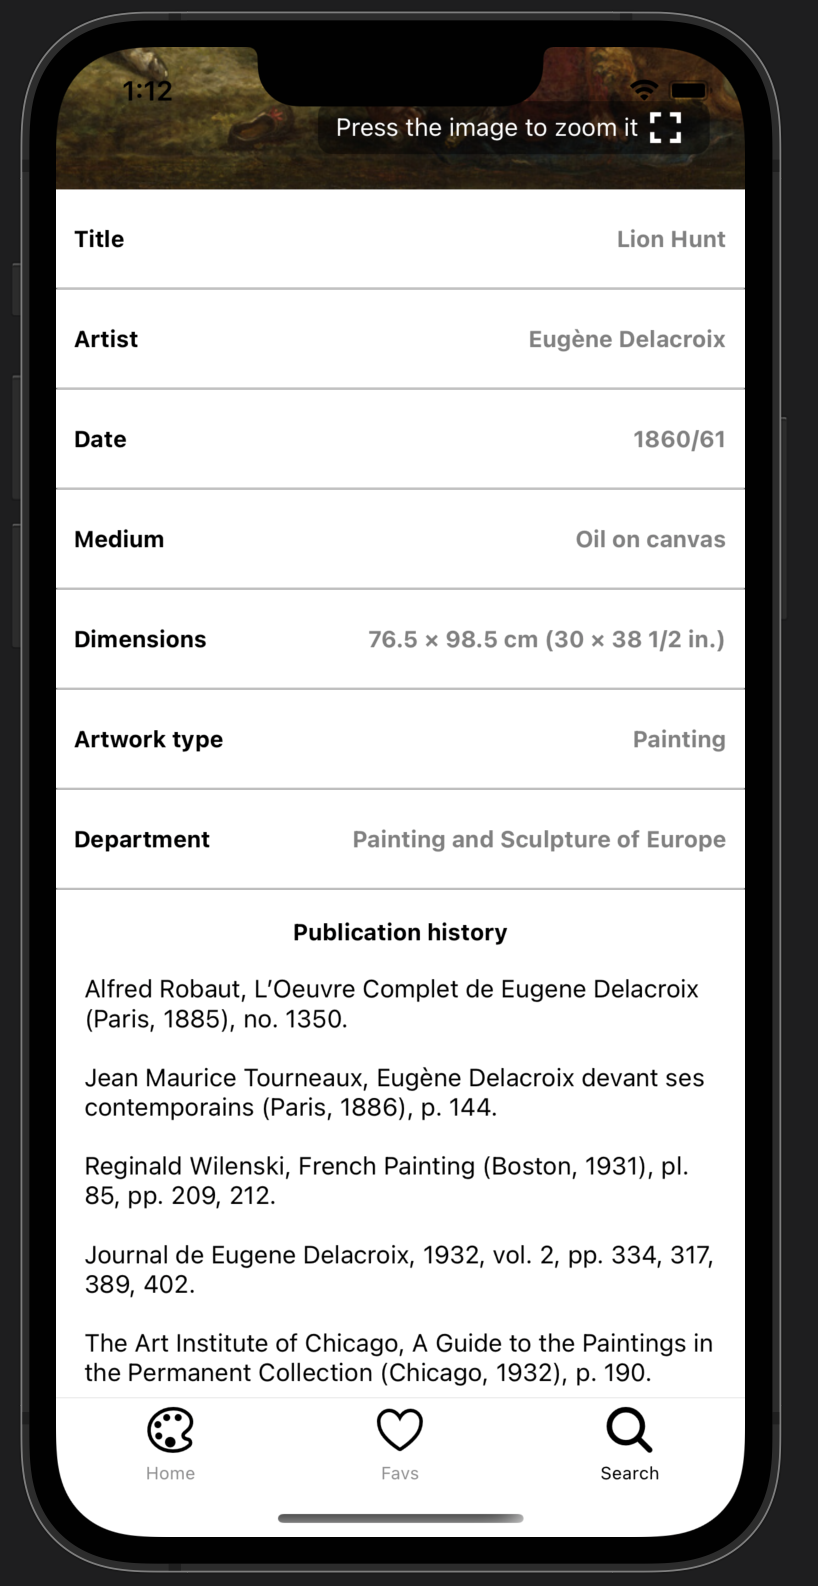 1:12
Press the image to zoom it
Title Lion Hunt
Artist Eugène Delacroix
Date 1860/61
Medium Oil on canvas
Dimensions 76.5 × 98.5 cm (30 × 38 1/2 in.)
Artwork type Painting
Department Painting and Sculpture of Europe
Publication history
Alfred Robaut, L’Oeuvre Complet de Eugene Delacroix
(Paris, 1885), no. 1350.
Jean Maurice Tourneaux, Eugène Delacroix devant ses
contemporains (Paris, 1886), p. 144.
Reginald Wilenski, French Painting (Boston, 1931), pl.
85, pp. 209, 212.
Journal de Eugene Delacroix, 1932, vol. 2, pp. 334, 317,
389, 402.
The Art Institute of Chicago, A Guide to the Paintings in
the Permanent Collection (Chicago, 1932), p. 190.
Home Favs Search